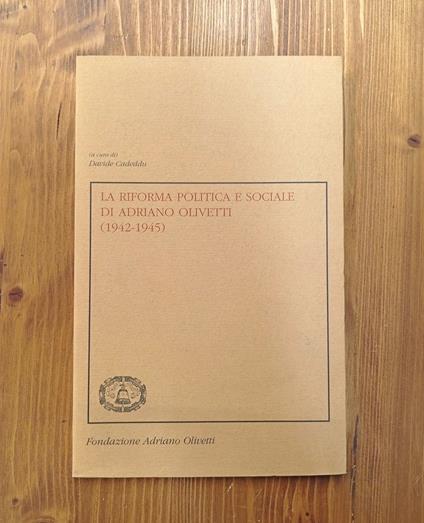 (a cura di)
Davide Cadeddu
LA RIFORMA POLITICA E SOCIALE
DI ADRIANO OLIVETTI
(1942-1945)
Fondazione Adriano Olivetti